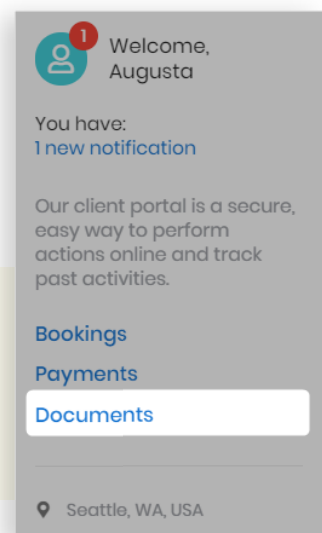 1
Welcome,
Augusta
You have:
1 new notification
Our client portal is a secure,
easy way to perform
actions online and track
past activities.
Bookings
Payments
Documents
Seattle, WA, USA